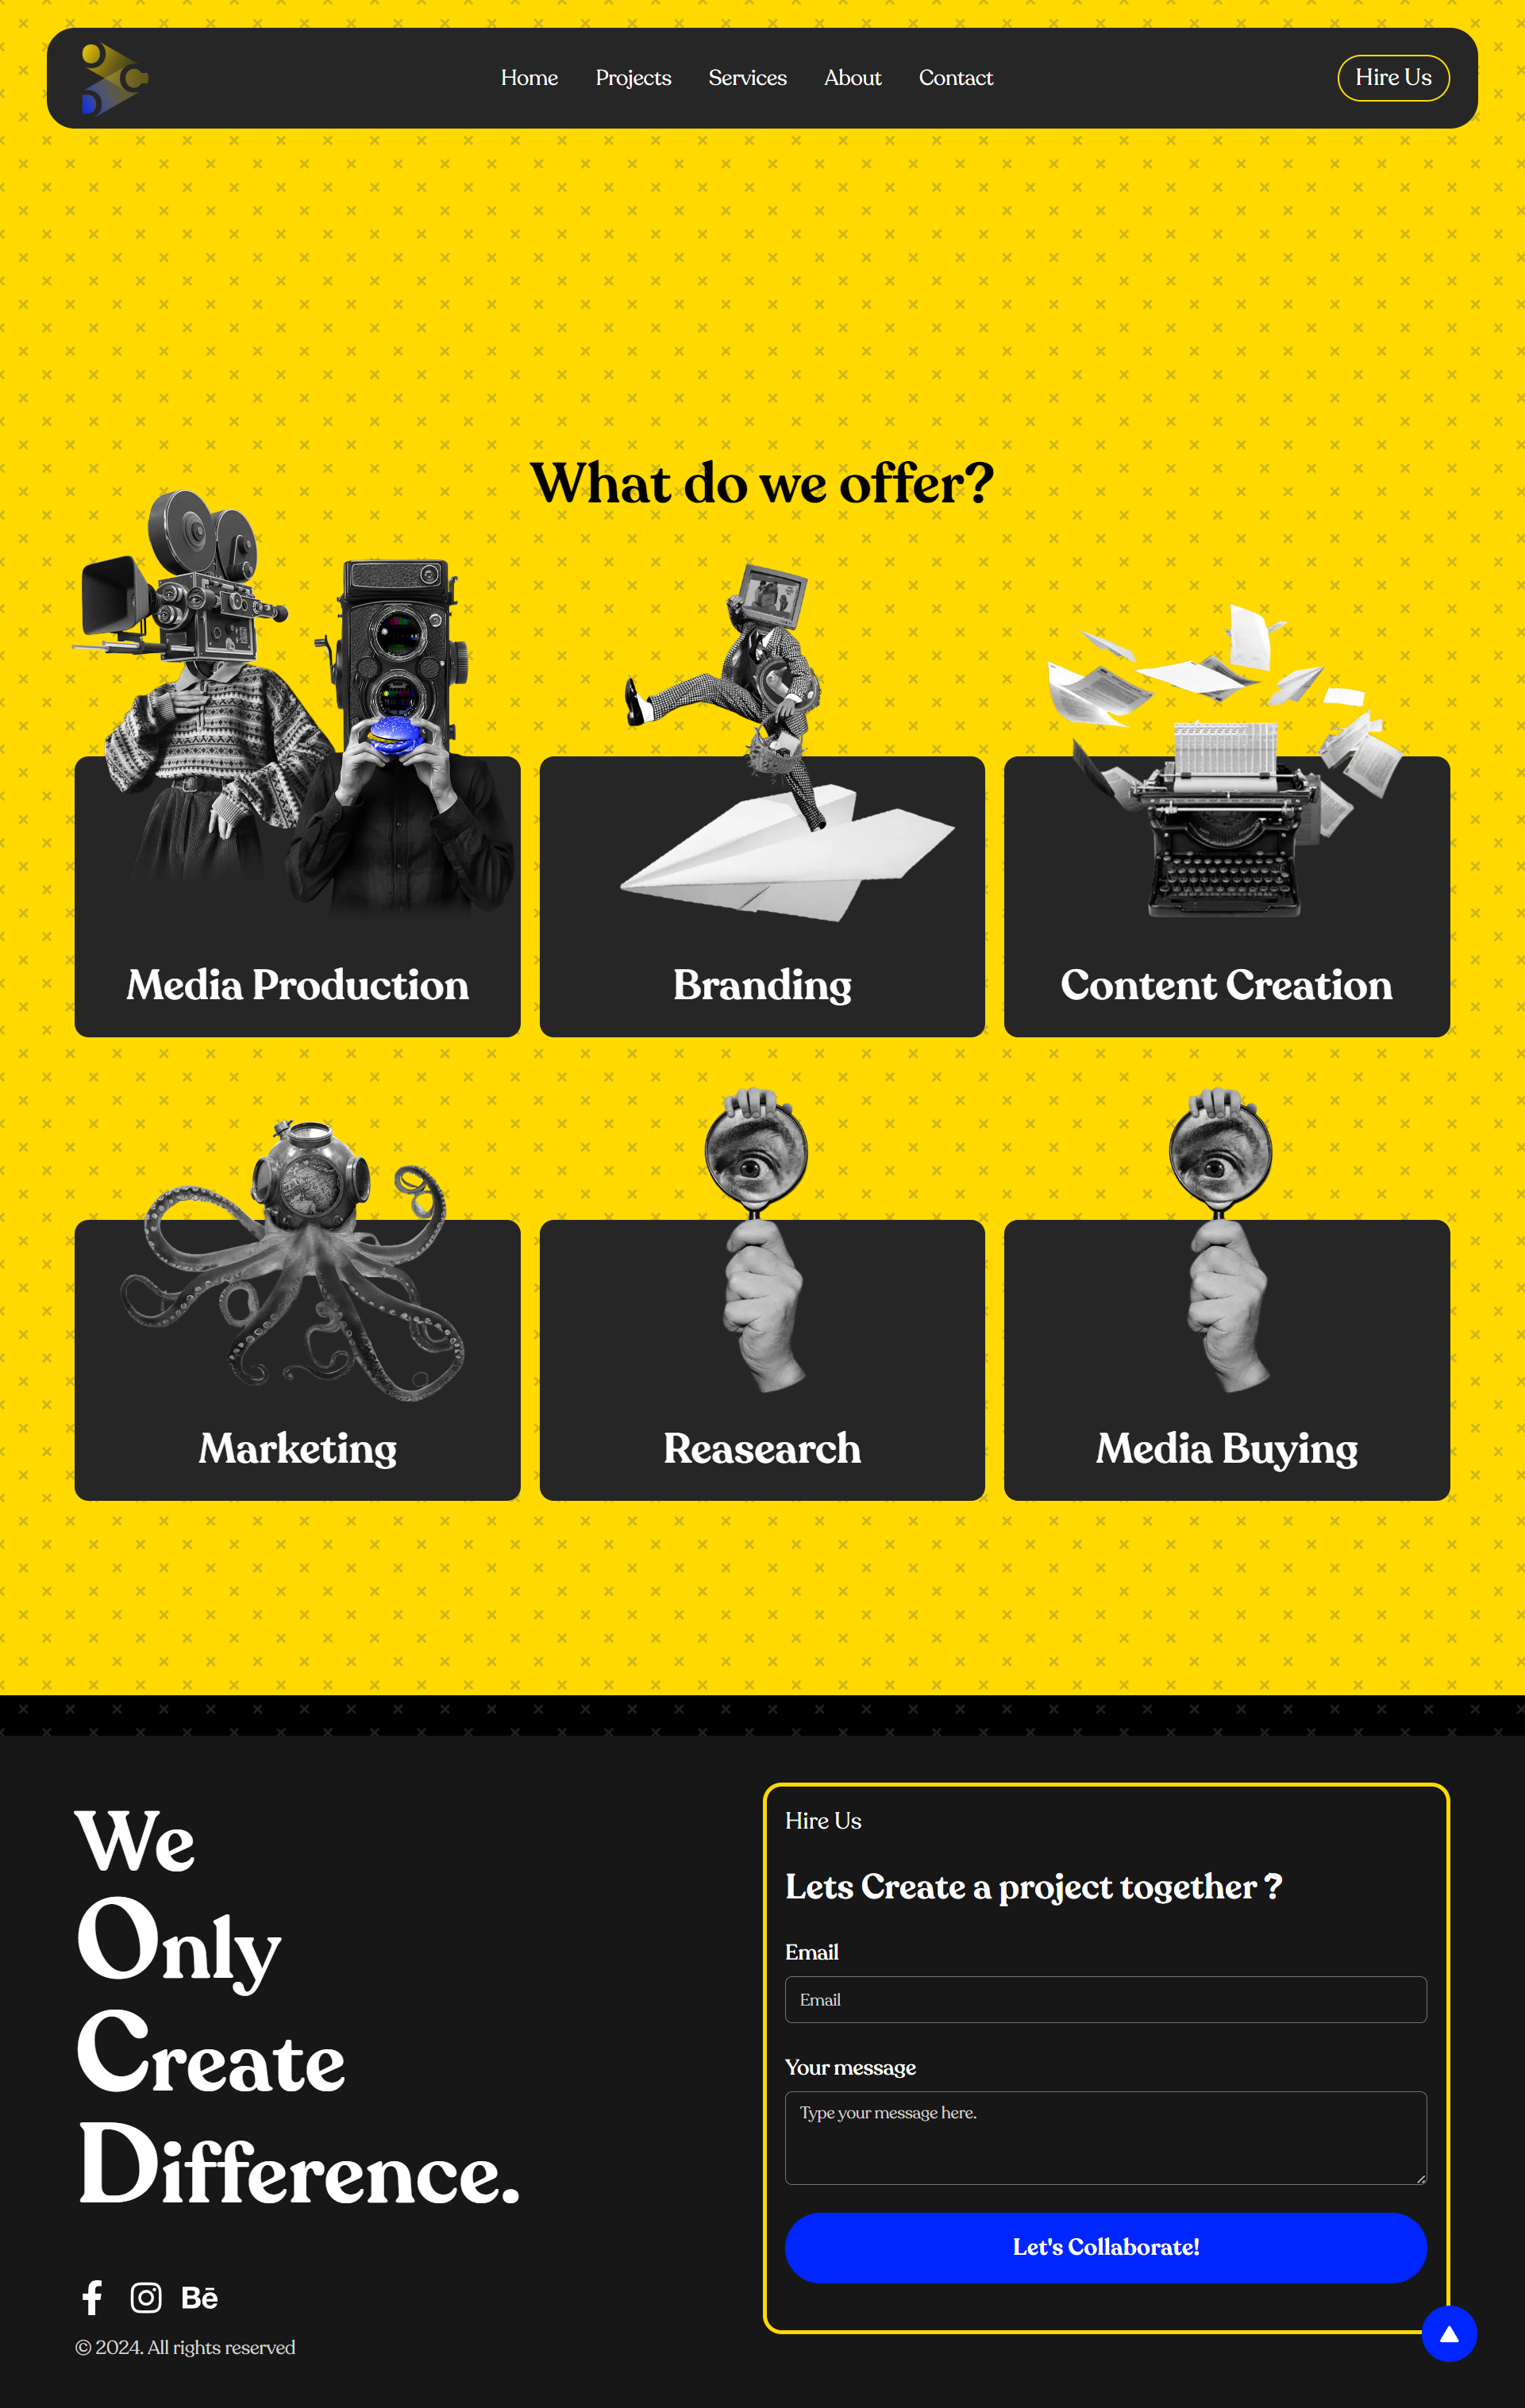 Home Projects Services About Contact Hire Us
What do we offer?
Media Production
Branding
Content Creation
Marketing
Reasearch
Media Buying
We
Only
Create
Difference.
Bē
© 2024. All rights reserved
Hire Us
Lets Create a project together ?
Email
Email
Your message
Type your message here.
Let's Collaborate!